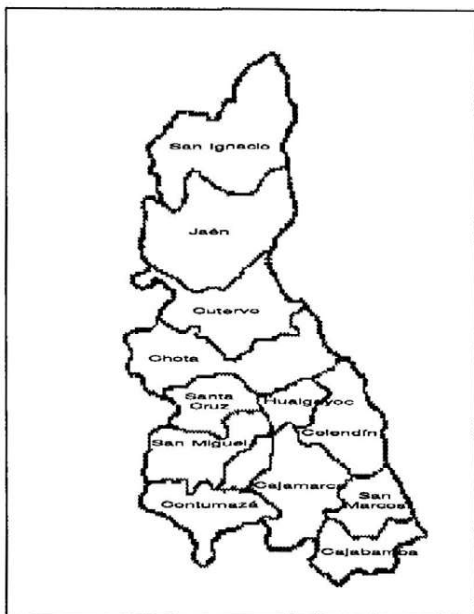 San Ignacio
Jaén
Cutervo
Chota
Santa
Cruz
Hualgayoc
Celendín
San Miguel
Cajamarca
San
Marcos
Contumazá
Cajabamba